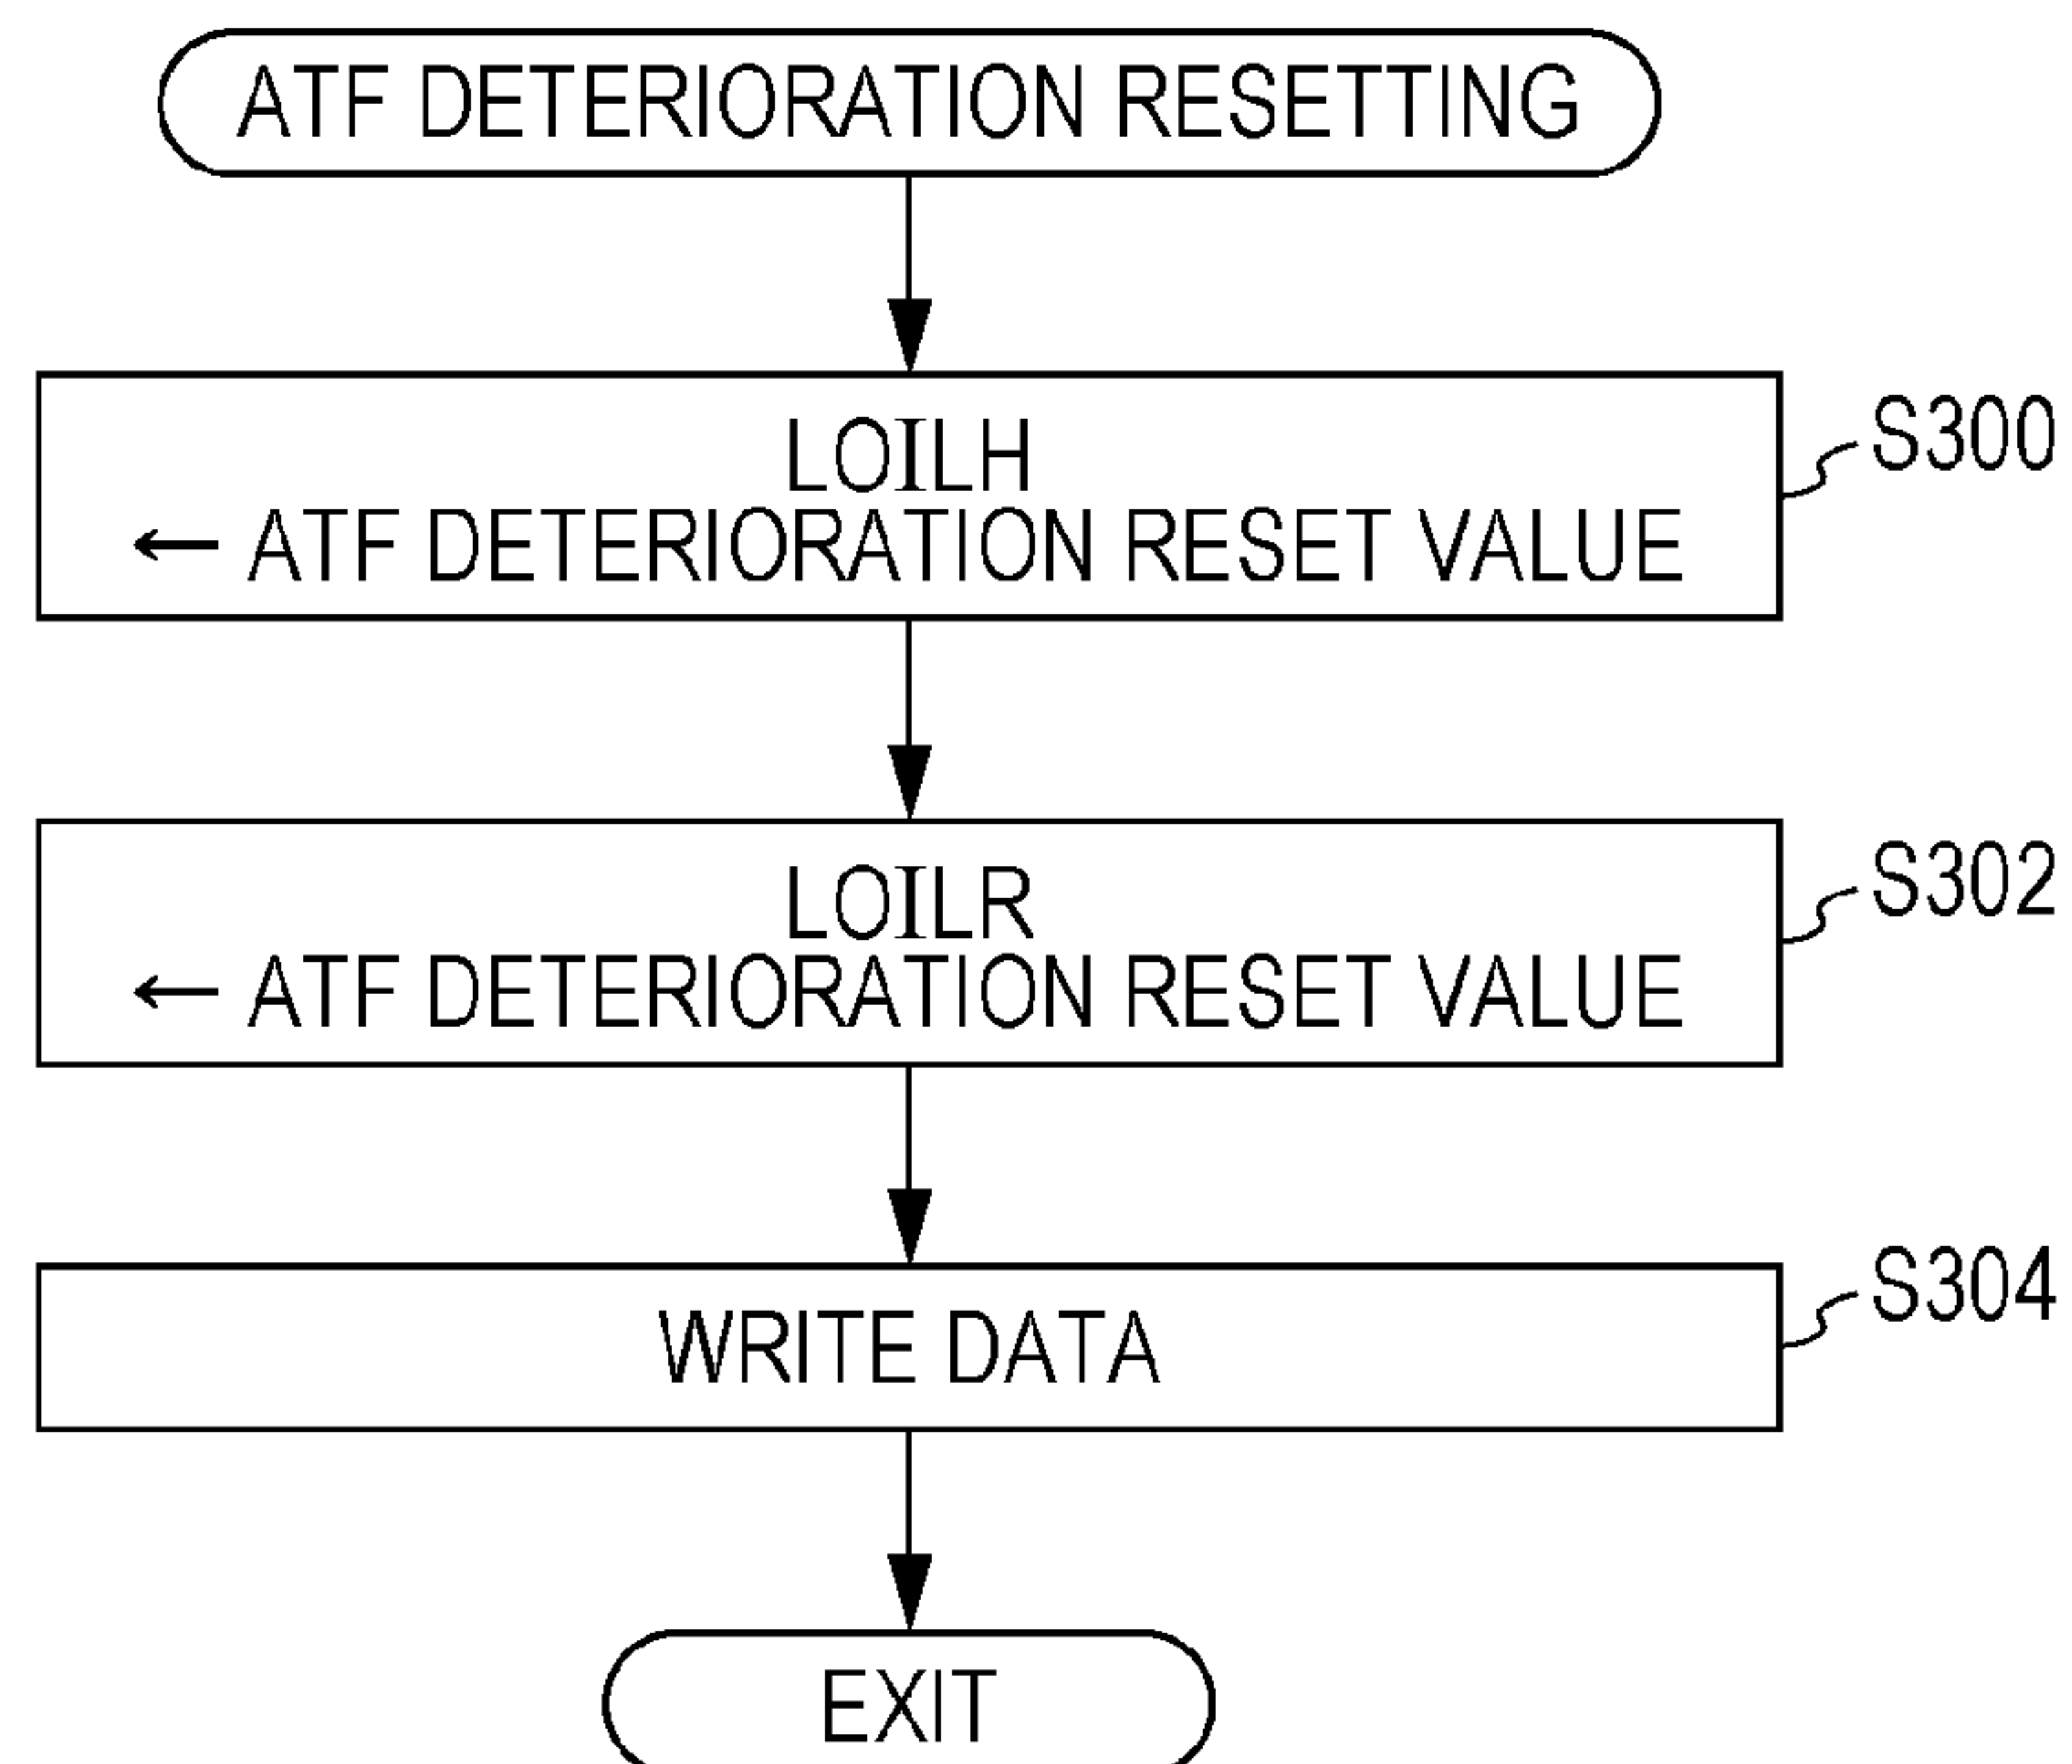 ATF DETERIORATION RESETTING
LOILH
S300
← ATF DETERIORATION RESET VALUE
LOILR
S302
← ATF DETERIORATION RESET VALUE
S304
WRITE DATA
EXIT